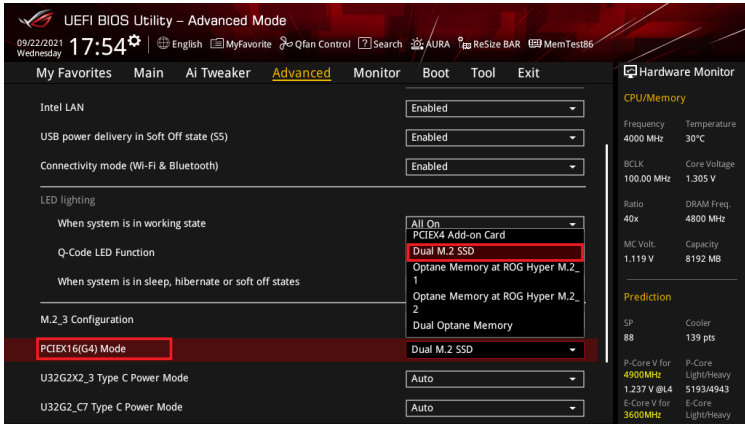 UEFI BIOS Utility – Advanced Mode
09/22/2021
Wednesday
17:54
English
MyFavorite
Qfan Control
Search
AURA
ReSize BAR
MemTest86
My Favorites
Main
Ai Tweaker
Advanced
Monitor
Boot
Tool
Exit
Intel LAN
Enabled
USB power delivery in Soft Off state (S5)
Enabled
Connectivity mode (Wi-Fi & Bluetooth)
Enabled
LED lighting
When system is in working state
All On
Q-Code LED Function
When system is in sleep, hibernate or soft off states
PCIEX4 Add-on Card
Dual M.2 SSD
Optane Memory at ROG Hyper M.2_
1
Optane Memory at ROG Hyper M.2_
2
Dual Optane Memory
M.2_3 Configuration
PCIEX16(G4) Mode
Dual M.2 SSD
U32G2X2_3 Type C Power Mode
Auto
U32G2_C7 Type C Power Mode
Auto
Hardware Monitor
CPU/Memory
Frequency
Temperature
4000 MHz
30°C
BCLK
Core Voltage
100.00 MHz
1.305 V
Ratio
DRAM Freq.
40x
4800 MHz
MC Volt.
Capacity
1.119 V
8192 MB
Prediction
SP
Cooler
88
139 pts
P-Core V for
P-Core
4900MHz
Light/Heavy
1.237 V @L4
5193/4943
E-Core V for
E-Core
3600MHz
Light/Heavy